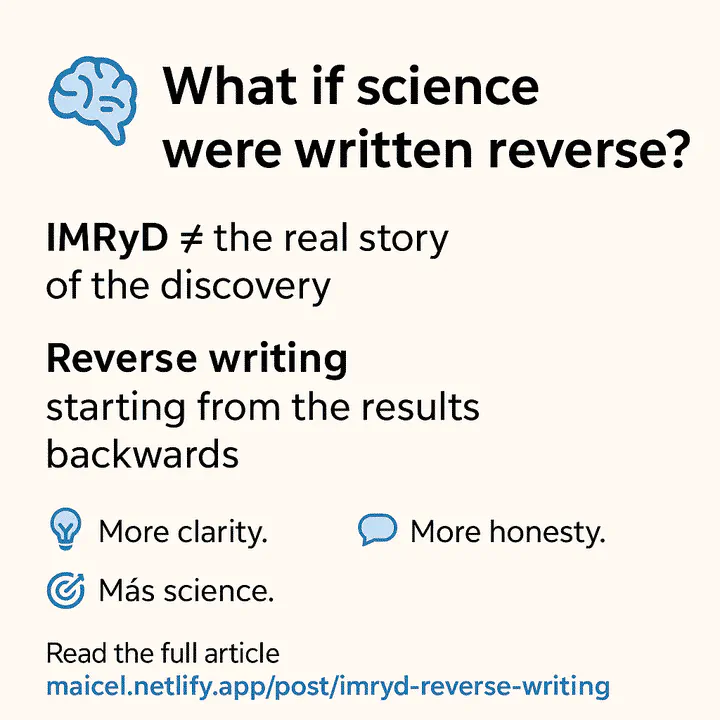 What if science
were written reverse?
IMRyD ≠ the real story
of the discovery
Reverse writing
starting from the results
backwards
More clarity.
More honesty.
Más science.
Read the full article
maicel.netlify.app/post/imryd-reverse-writing